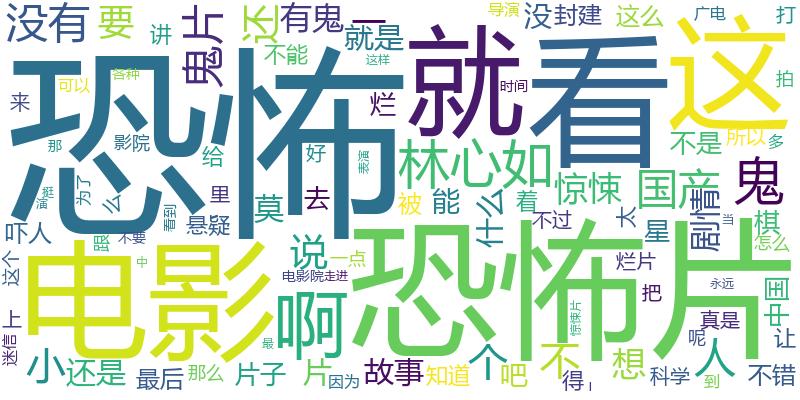 没有
要
讲
鬼片
还
有鬼
一
就是
不能
没
封建
这么
导演
广电
打
恐怖
就
看
这
来
可以
各种
烂
这样
时间
拍
那
影院
给
好
表演
林心如
不是
所以
多
挺
演
为了
么
里
莫
去
被
能
什么
惊悚
国产
鬼
吓人
跟
看到
悬疑
着
不过
太
星
剧情
当
棋
怎么
这个
不要
中
电影
说
一点
恐怖片
烂片
把
永远
中国
迷信
上
最
啊
电影院
走进
惊悚片
真是
呢
让
小
还是
最后
那么
片子
片
因为
故事
知道
个
吧
不
得
想
科学
人
到
不错